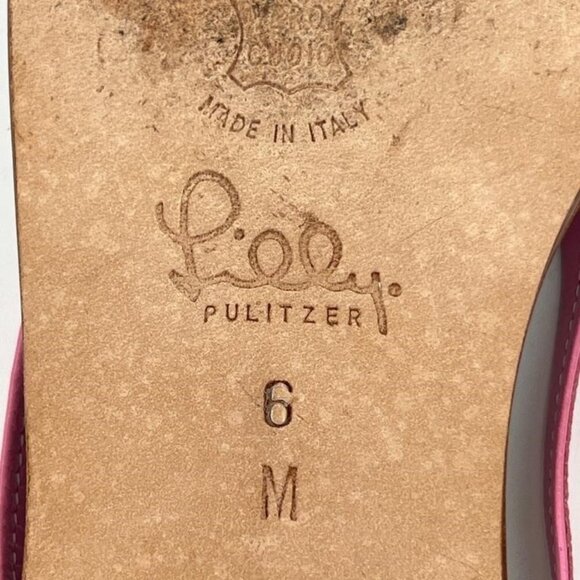 VERO
CUOIO
MADE IN ITALY
Lilly.
PULITZER
6
M